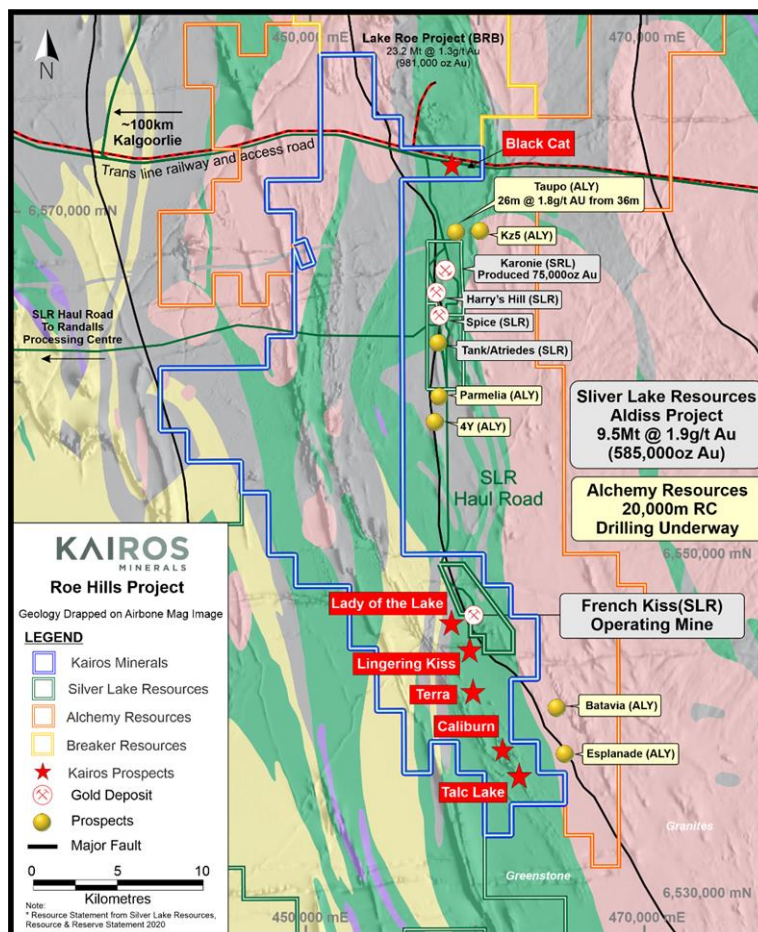 450,000 mE
470,000 mE
Lake Roe Project (BRB)
23.2 Mt @ 1.3g/t Au
(981,000 oz Au)
N
~100km
Kalgoorlie
Trans line railway and access road
Black Cat
Taupo (ALY)
26m @ 1.8g/t AU from 36m
6,570,000 mN
Kz5 (ALY)
Karonie (SRL)
Produced 75,000oz Au
Harry's Hill (SLR)
Spice (SLR)
SLR Haul Road
To Randalls
Processing Centre
Tank/Atriedes (SLR)
Parmelia (ALY)
4Y (ALY)
Sliver Lake Resources
Aldiss Project
9.5Mt @ 1.9g/t Au
(585,000oz Au)
SLR
Haul Road
Alchemy Resources
20,000m RC
Drilling Underway
6,550,000 mN
French Kiss(SLR)
Operating Mine
Lady of the Lake
Lingering Kiss
Terra
Batavia (ALY)
Caliburn
Esplanade (ALY)
Talc Lake
Granites
Greenstone
6,530,000 mN
450,000 mE
470,000 mE
KAIROS
MINERALS
Roe Hills Project
Geology Drapped on Airbone Mag Image
LEGEND
Kairos Minerals
Silver Lake Resources
Alchemy Resources
Breaker Resources
Kairos Prospects
Gold Deposit
Prospects
Major Fault
0 5 10
Kilometres
Note:
* Resource Statement from Silver Lake Resources,
Resource & Reserve Statement 2020